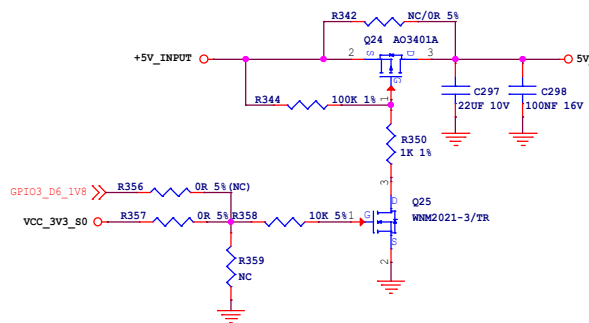 R342 NC/0R 5%
Q24 AO3401A
+5V_INPUT 2 S D 3 5V_
G
1
R344 100K 1%
C297
22UF 10V
C298
100NF 16V
R350
1K 1%
3
R356 0R 5%(NC)
GPIO3_D6_1V8
D Q25
VCC_3V3_S0 R357 0R 5% R358 10K 5% 1 G WNM2021-3/TR
S
2
R359
NC